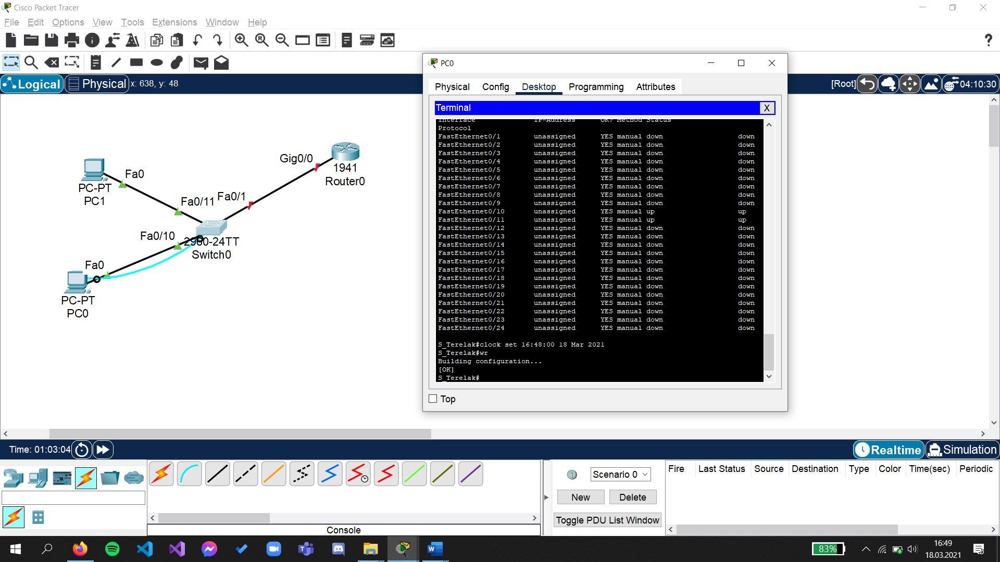 Cisco Packet Tracer
File Edit Options View Tools Extensions Window Help
Logical Physical x: 638, y: 48
[Root] 04:10:30
Gig0/0
1941
Router0
Fa0
PC-PT
PC1
Fa0/11 Fa0/1
Fa0/10
2960-24TT
Switch0
Fa0
PC-PT
PC0
PC0
Physical Config Desktop Programming Attributes
Terminal X
Interface IP-Address OK? Method Status
Protocol
FastEthernet0/1 unassigned YES manual down down
FastEthernet0/2 unassigned YES manual down down
FastEthernet0/3 unassigned YES manual down down
FastEthernet0/4 unassigned YES manual down down
FastEthernet0/5 unassigned YES manual down down
FastEthernet0/6 unassigned YES manual down down
FastEthernet0/7 unassigned YES manual down down
FastEthernet0/8 unassigned YES manual down down
FastEthernet0/9 unassigned YES manual down down
FastEthernet0/10 unassigned YES manual up up
FastEthernet0/11 unassigned YES manual up up
FastEthernet0/12 unassigned YES manual down down
FastEthernet0/13 unassigned YES manual down down
FastEthernet0/14 unassigned YES manual down down
FastEthernet0/15 unassigned YES manual down down
FastEthernet0/16 unassigned YES manual down down
FastEthernet0/17 unassigned YES manual down down
FastEthernet0/18 unassigned YES manual down down
FastEthernet0/19 unassigned YES manual down down
FastEthernet0/20 unassigned YES manual down down
FastEthernet0/21 unassigned YES manual down down
FastEthernet0/22 unassigned YES manual down down
FastEthernet0/23 unassigned YES manual down down
FastEthernet0/24 unassigned YES manual down down
S_Terelak#clock set 16:48:00 18 Mar 2021
S_Terelak#wr
Building configuration...
[OK]
S_Terelak#
Top
Time: 01:03:04
Realtime Simulation
Scenario 0
New Delete
Toggle PDU List Window
Fire Last Status Source Destination Type Color Time(sec) Periodic
Console
83%
16:49
18.03.2021